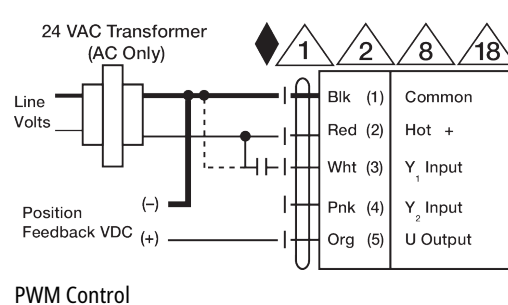 24 VAC Transformer
(AC Only)
1 2 8 18
Line
Volts
Blk (1) Common
Red (2) Hot +
Wht (3) Y1 Input
Pnk (4) Y2 Input
Org (5) U Output
Position
Feedback VDC
(–)
(+)
PWM Control